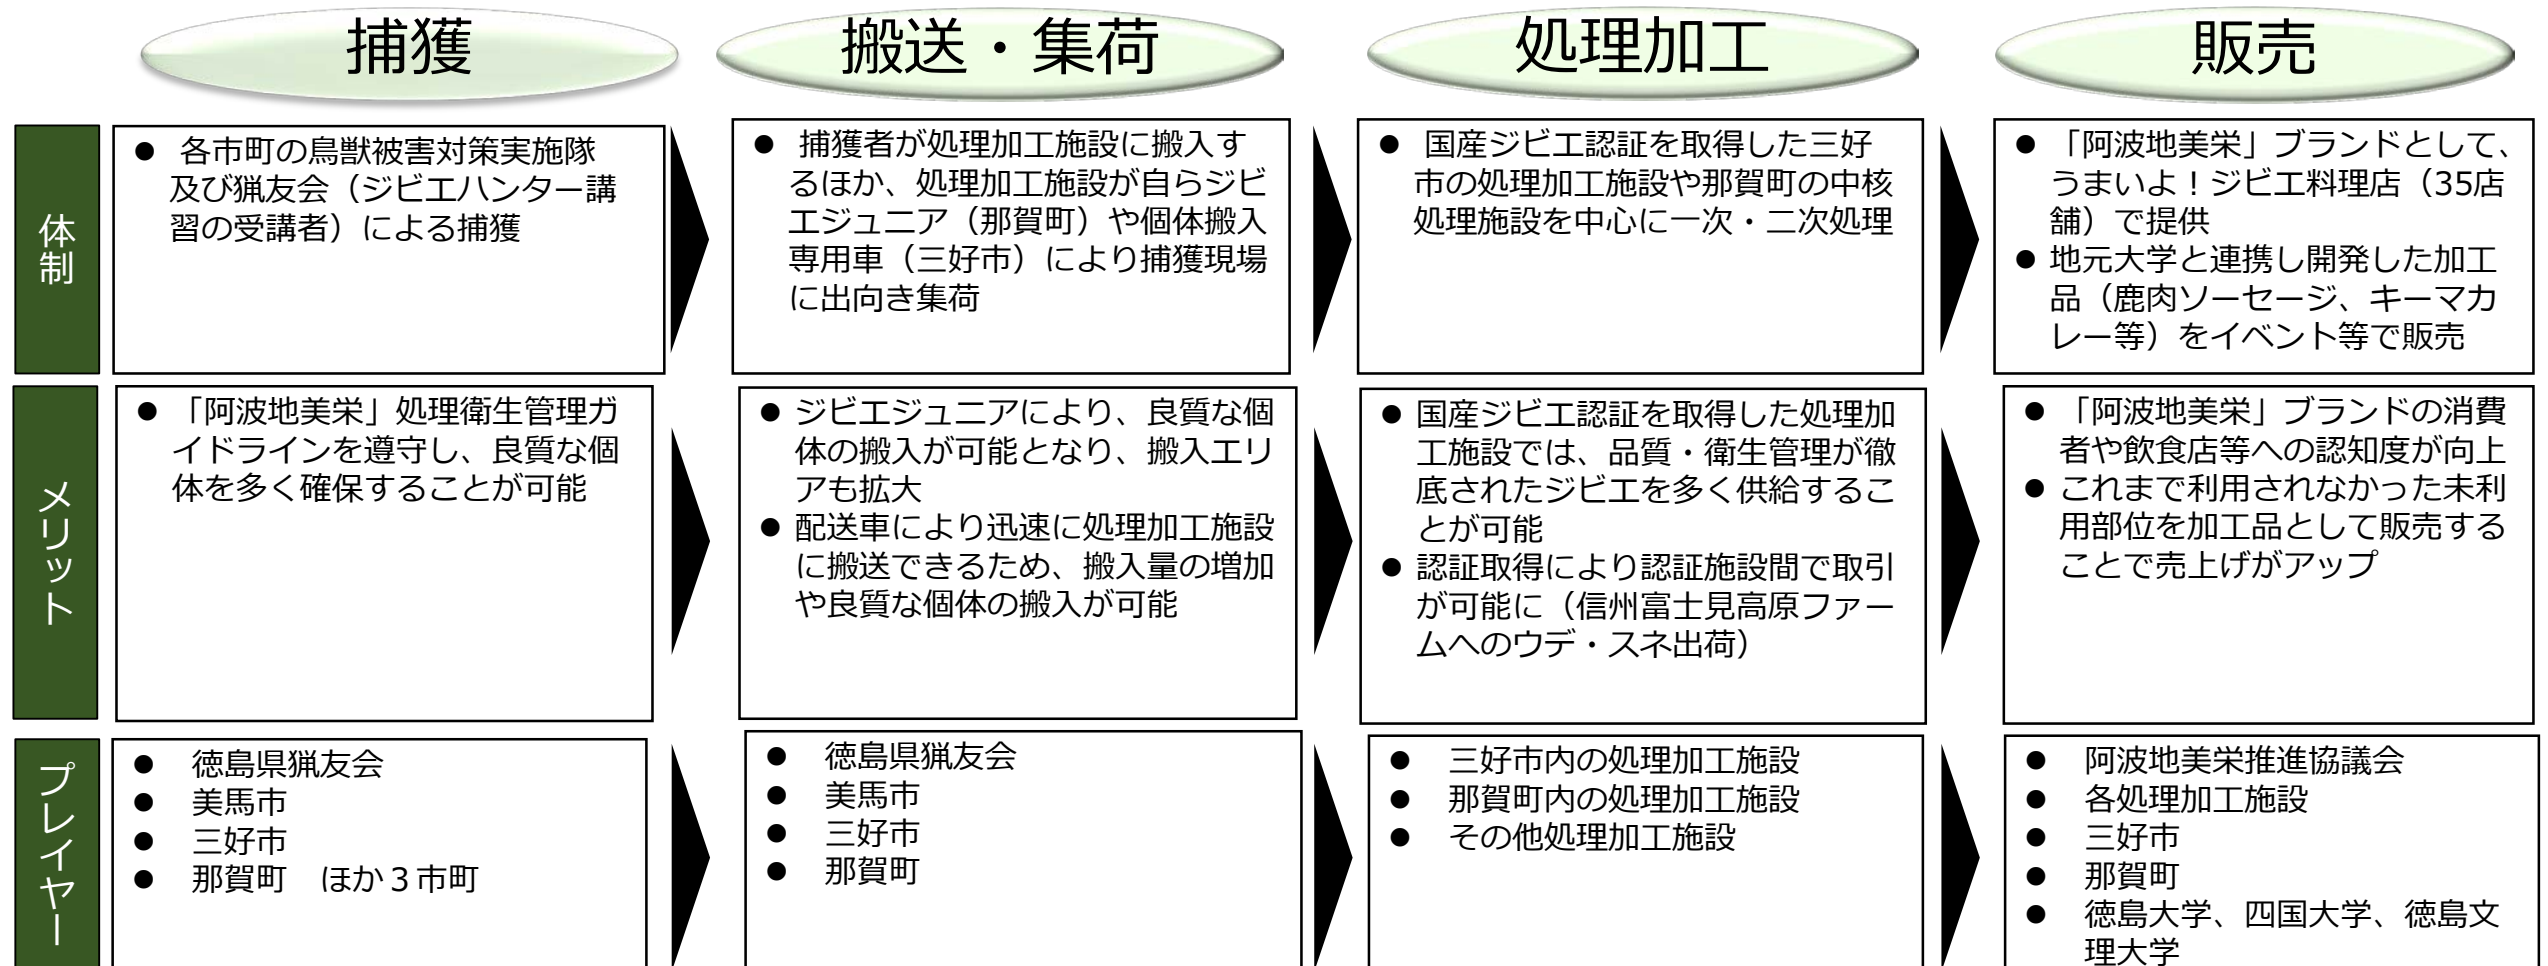 捕獲
搬送・集荷
処理加工
販売
体制
● 各市町の鳥獣被害対策実施隊
及び猟友会（ジビエハンター講
習の受講者）による捕獲
● 捕獲者が処理加工施設に搬入す
るほか、処理加工施設が自らジビ
エジュニア（那賀町）や個体搬入
専用車（三好市）により捕獲現場
に出向き集荷
● 国産ジビエ認証を取得した三好
市の処理加工施設や那賀町の中核
処理施設を中心に一次・二次処理
● 「阿波地美栄」ブランドとして、
うまいよ！ジビエ料理店（35店
舗）で提供
● 地元大学と連携し開発した加工
品（鹿肉ソーセージ、キーマカ
レー等）をイベント等で販売
メリット
● 「阿波地美栄」処理衛生管理ガ
イドラインを遵守し、良質な個
体を多く確保することが可能
● ジビエジュニアにより、良質な個
体の搬入が可能となり、搬入エリ
アも拡大
● 配送車により迅速に処理加工施設
に搬送できるため、搬入量の増加
や良質な個体の搬入が可能
● 国産ジビエ認証を取得した処理加
工施設では、品質・衛生管理が徹
底されたジビエを多く供給するこ
とが可能
● 認証取得により認証施設間で取引
が可能に（信州富士見高原ファー
ムへのウデ・スネ出荷）
● 「阿波地美栄」ブランドの消費
者や飲食店等への認知度が向上
● これまで利用されなかった未利
用部位を加工品として販売する
ことで売上げがアップ
プレイヤー
● 徳島県猟友会
● 美馬市
● 三好市
● 那賀町　ほか３市町
● 徳島県猟友会
● 美馬市
● 三好市
● 那賀町
● 三好市内の処理加工施設
● 那賀町内の処理加工施設
● その他処理加工施設
● 阿波地美栄推進協議会
● 各処理加工施設
● 三好市
● 那賀町
● 徳島大学、四国大学、徳島文
理大学